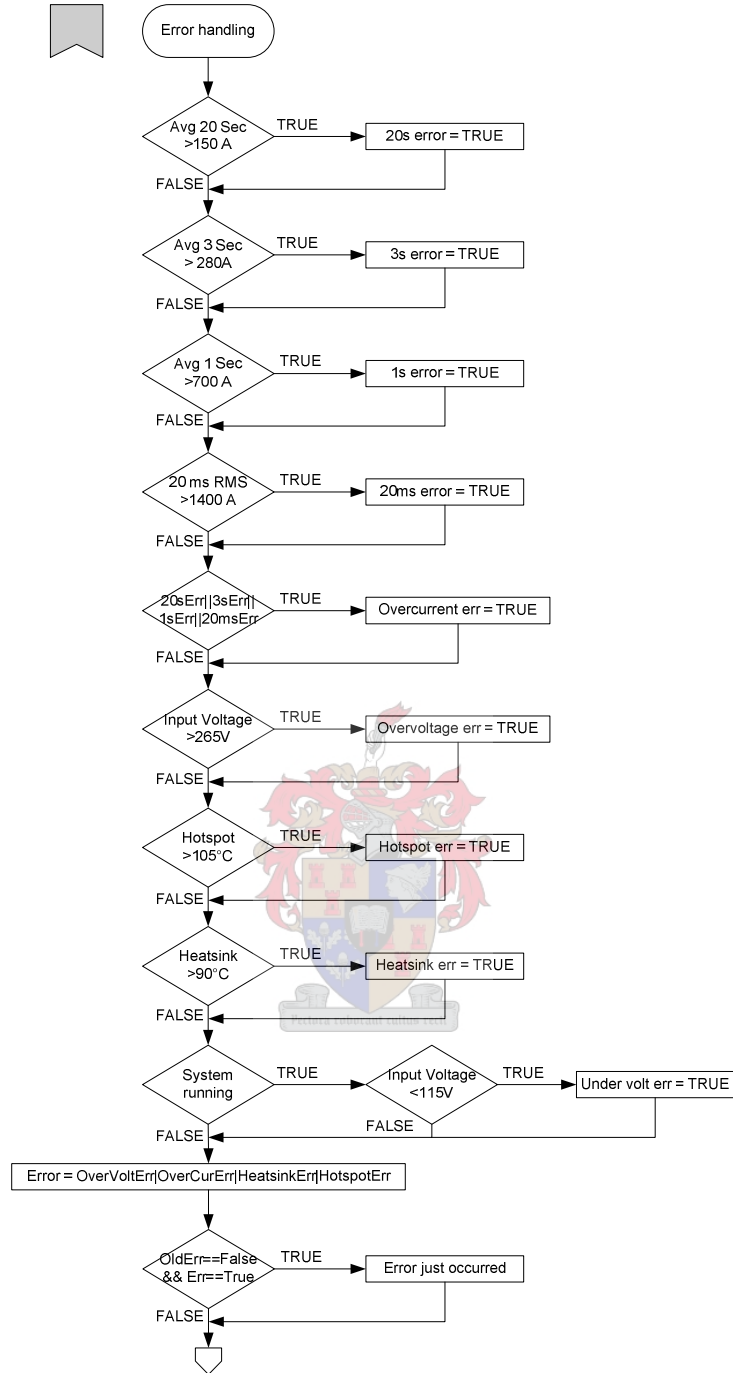 Error handling
Avg 20 Sec
>150 A
TRUE
20s error = TRUE
FALSE
Avg 3 Sec
> 280A
TRUE
3s error = TRUE
FALSE
Avg 1 Sec
>700 A
TRUE
1s error = TRUE
FALSE
20 ms RMS
>1400 A
TRUE
20ms error = TRUE
FALSE
20sErr||3sErr||
1sErr||20msErr
TRUE
Overcurrent err = TRUE
FALSE
Input Voltage
>265V
TRUE
Overvoltage err = TRUE
FALSE
Hotspot
>105°C
TRUE
Hotspot err = TRUE
FALSE
Heatsink
>90°C
TRUE
Heatsink err = TRUE
FALSE
Pectora roborant cultus recti
System
running
TRUE
Input Voltage
<115V
TRUE
Under volt err = TRUE
FALSE
FALSE
Error = OverVoltErr|OverCurErr|HeatsinkErr|HotspotErr
OldErr==False
&& Err==True
TRUE
Error just occurred
FALSE